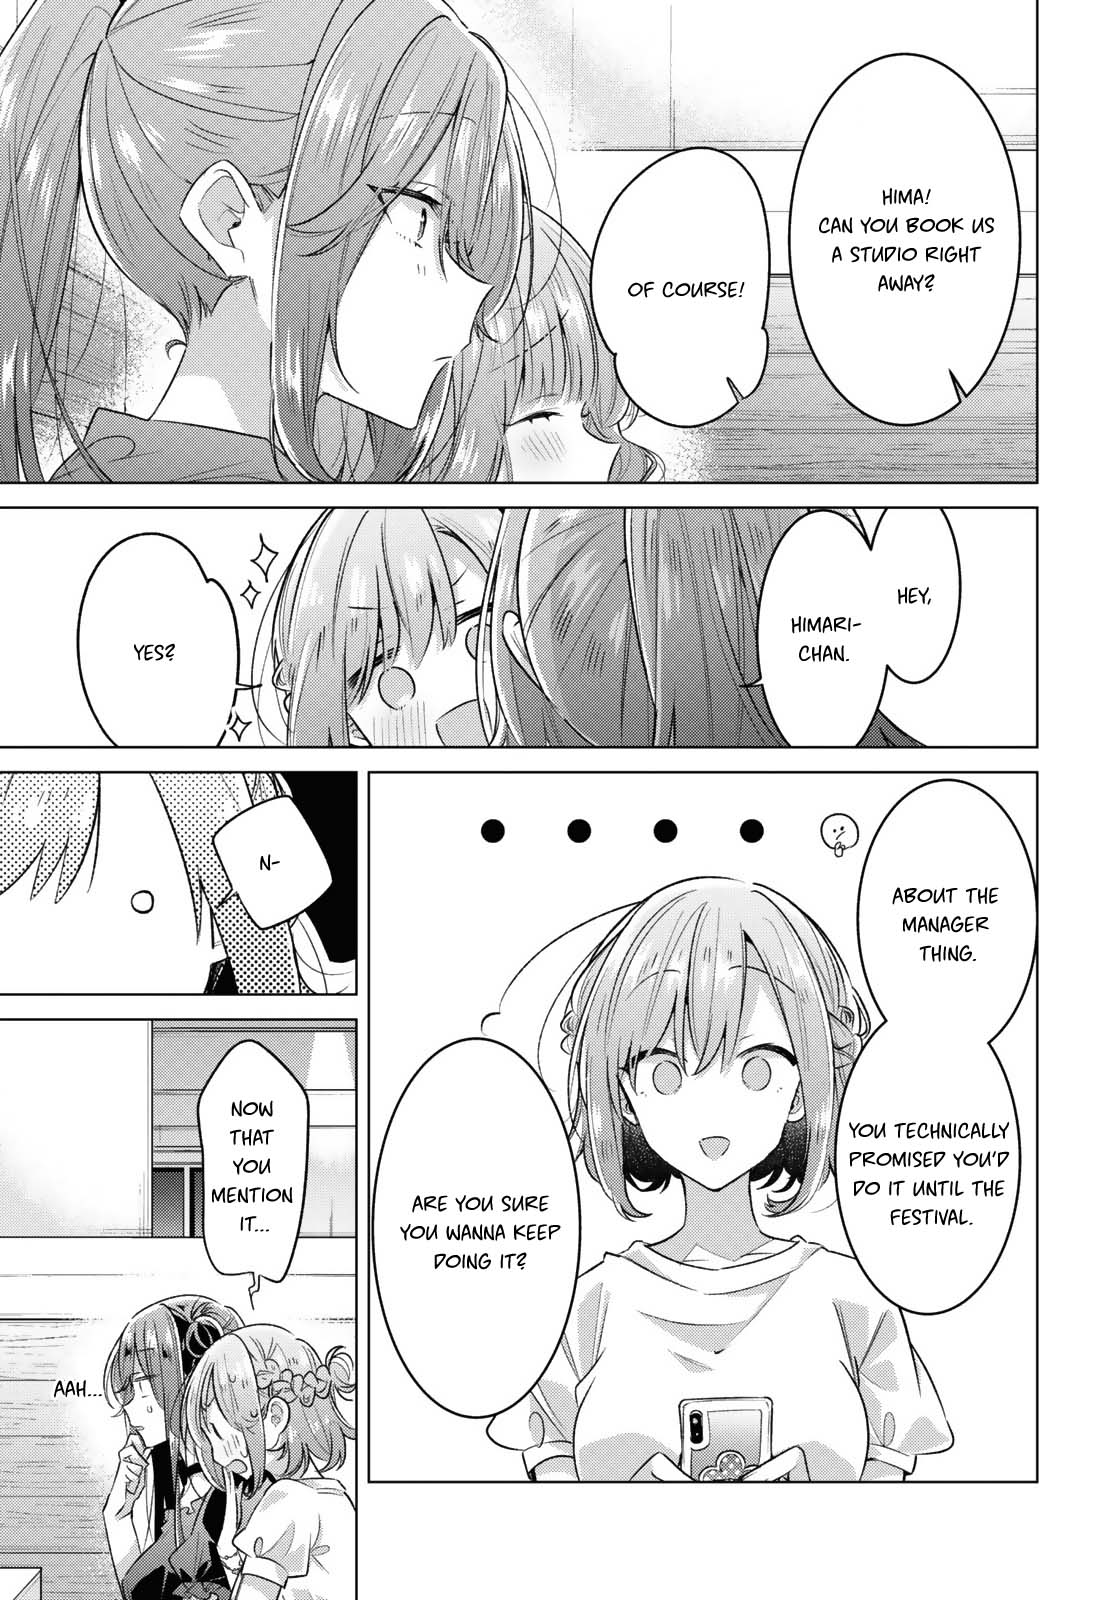 HIMA!
CAN YOU BOOK US
A STUDIO RIGHT
AWAY?
OF COURSE!
HEY,
HIMARI-
CHAN.
YES?
ABOUT THE
MANAGER
THING.
YOU TECHNICALLY
PROMISED YOU'D
DO IT UNTIL THE
FESTIVAL.
ARE YOU SURE
YOU WANNA KEEP
DOING IT?
N-
NOW
THAT
YOU
MENTION
IT...
AAH...